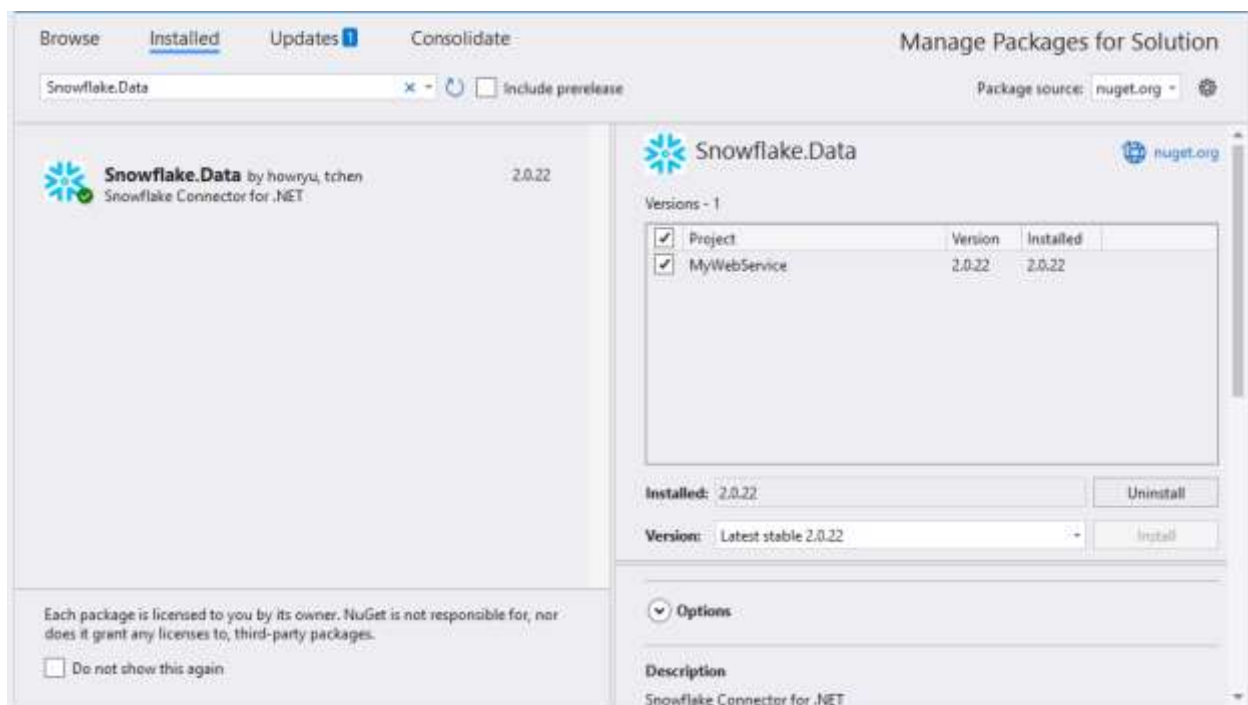 Browse Installed Updates 1 Consolidate
Manage Packages for Solution
Snowflake.Data
Include prerelease
Package source: nuget.org
Snowflake.Data by howryu, tchen 2.0.22
Snowflake Connector for .NET
Snowflake.Data
nuget.org
Versions - 1
Project Version Installed
MyWebService 2.0.22 2.0.22
Installed: 2.0.22 Uninstall
Version: Latest stable 2.0.22 Install
Each package is licensed to you by its owner. NuGet is not responsible for, nor
does it grant any licenses to, third-party packages.
Do not show this again
Options
Description
Snowflake Connector for .NET